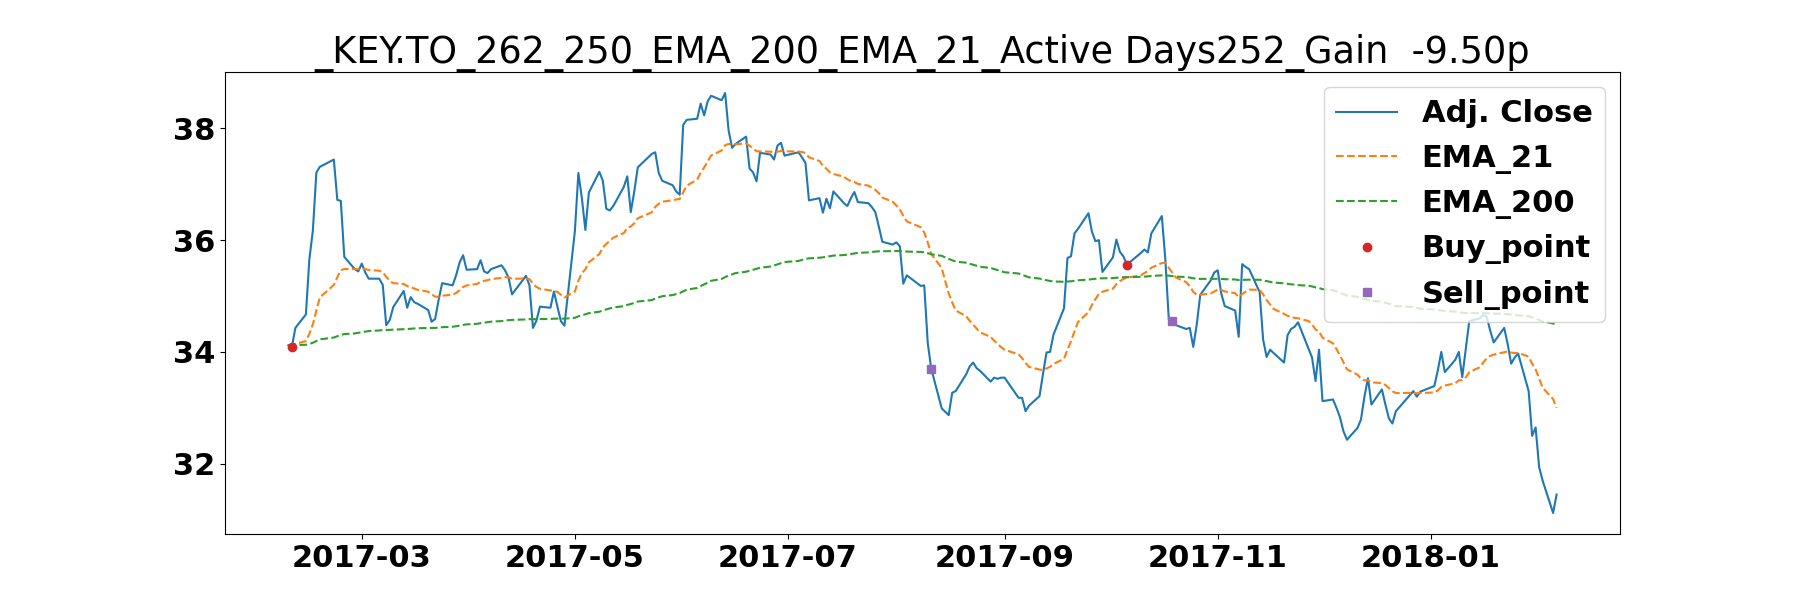 _KEY.TO_262_250_EMA_200_EMA_21_Active Days252_Gain  -9.50p
38
36
34
32
2017-03
2017-05
2017-07
2017-09
2017-11
2018-01
Adj. Close
EMA_21
EMA_200
Buy_point
Sell_point